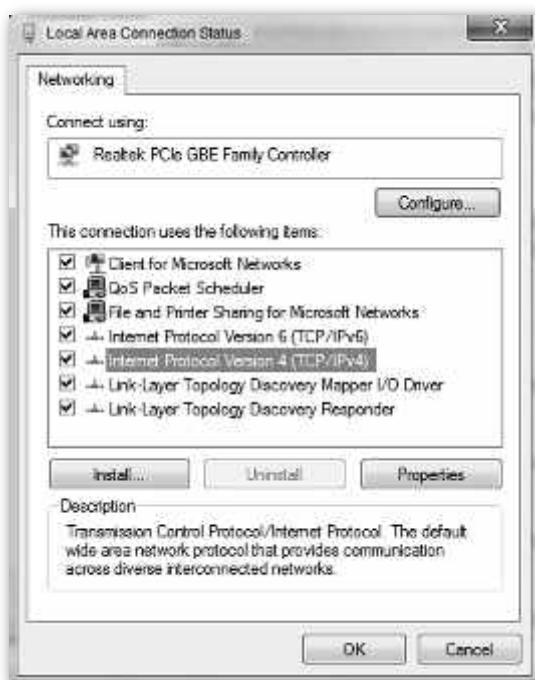 Local Area Connection Status
Networking
Connect using:
Realtek PCIe GBE Family Controller
Configure...
This connection uses the following items:
Client for Microsoft Networks
QoS Packet Scheduler
File and Printer Sharing for Microsoft Networks
Internet Protocol Version 6 (TCP/IPv6)
Internet Protocol Version 4 (TCP/IPv4)
Link-Layer Topology Discovery Mapper I/O Driver
Link-Layer Topology Discovery Responder
Install...
Uninstall
Properties
Description
Transmission Control Protocol/Internet Protocol. The default
wide area network protocol that provides communication
across diverse interconnected networks.
OK
Cancel